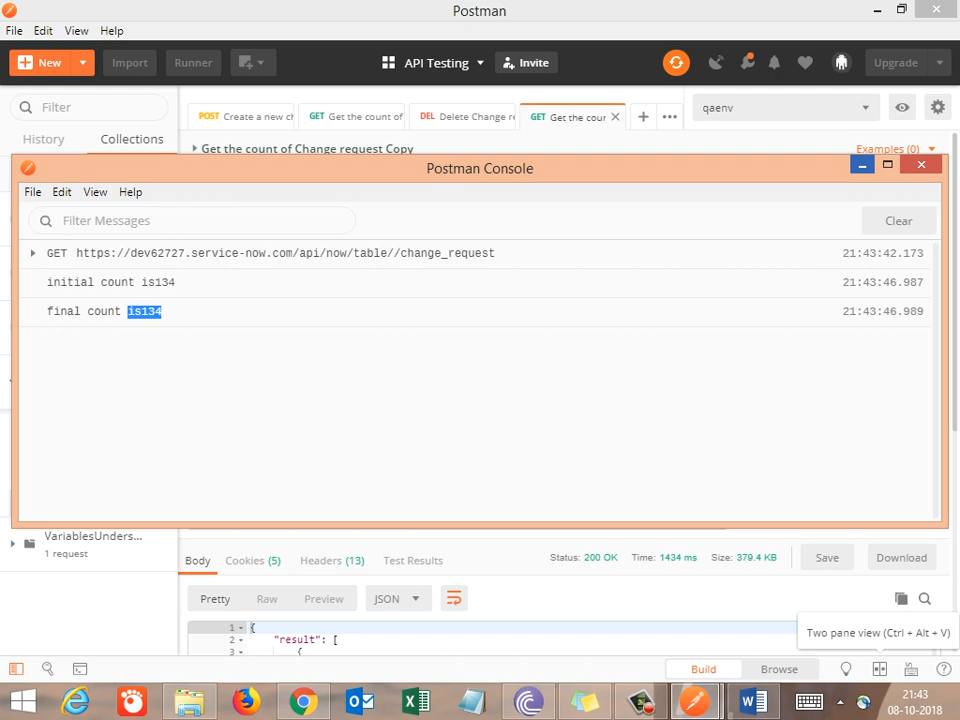 Postman
File Edit View Help
New Import Runner API Testing Invite Upgrade
Filter
History Collections
POST Create a new ch GET Get the count of DEL Delete Change re GET Get the cour
qaenv
Get the count of Change request Copy Examples (0)
Postman Console
File Edit View Help
Filter Messages Clear
GET https://dev62727.service-now.com/api/now/table//change_request 21:43:42.173
initial count is134 21:43:46.987
final count is134 21:43:46.989
VariablesUnders...
1 request
Body Cookies (5) Headers (13) Test Results Status: 200 OK Time: 1434 ms Size: 379.4 KB Save Download
Pretty Raw Preview JSON
1 {
2 "result": [
3 {
Two pane view (Ctrl + Alt + V)
Build Browse
21:43
08-10-2018